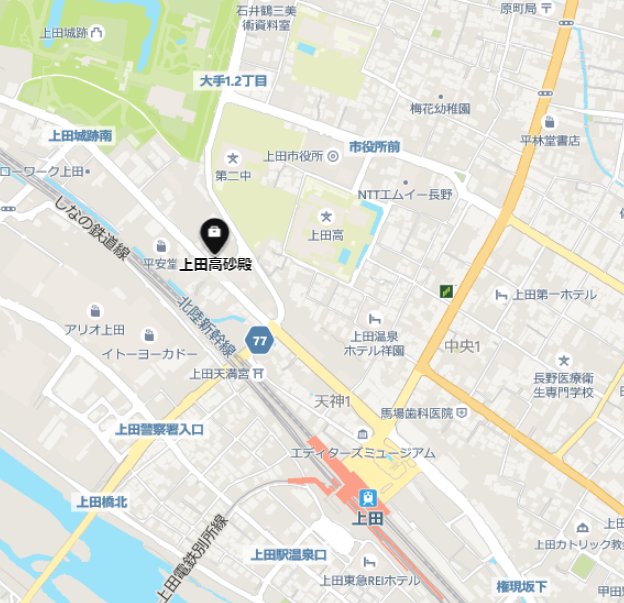 石井鶴三美
術資料室
原町局
上田城跡
大手1.2丁目
梅花幼稚園
上田城跡南
平林堂書店
市役所前
上田市役所
第二中
ローワーク上田
NTTエムイー長野
しなの鉄道線
上田高
平安堂
上田高砂殿
上田第一ホテル
北陸新幹線
アリオ上田
77
上田温泉
ホテル祥園
中央1
イトーヨーカドー
上田天満宮
長野医療衛
生専門学校
天神1
馬場歯科医院
上田警察署入口
エディターズミュージアム
上田橋北
上田
上田電鉄別所線
上田駅温泉口
上田カトリック教
上田東急REIホテル
権現坂下
甲田